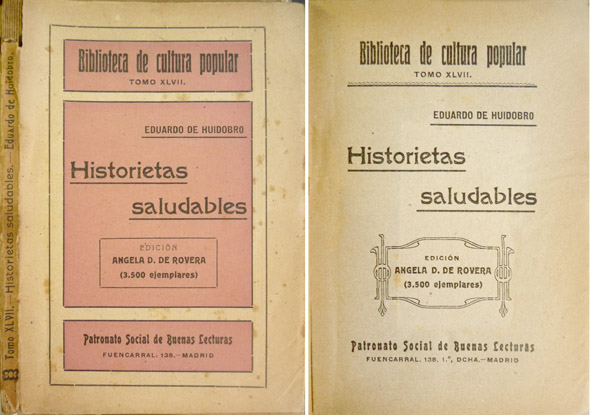 Tomo XLVII.—Historietas saludables.—Eduardo de Huidobro.
Biblioteca de cultura popular
TOMO XLVII.
EDUARDO DE HUIDOBRO
Historietas
saludables
EDICIÓN
ANGELA D. DE ROVERA
(3.500 ejemplares)
Patronato Social de Buenas Lecturas
FUENCARRAL, 138.—MADRID
Biblioteca de cultura popular
TOMO XLVII.
EDUARDO DE HUIDOBRO
Historietas
saludables
EDICIÓN
ANGELA D. DE ROVERA
(3.500 ejemplares)
Patronato Social de Buenas Lecturas
FUENCARRAL, 138, 1.º, DCHA.—MADRID